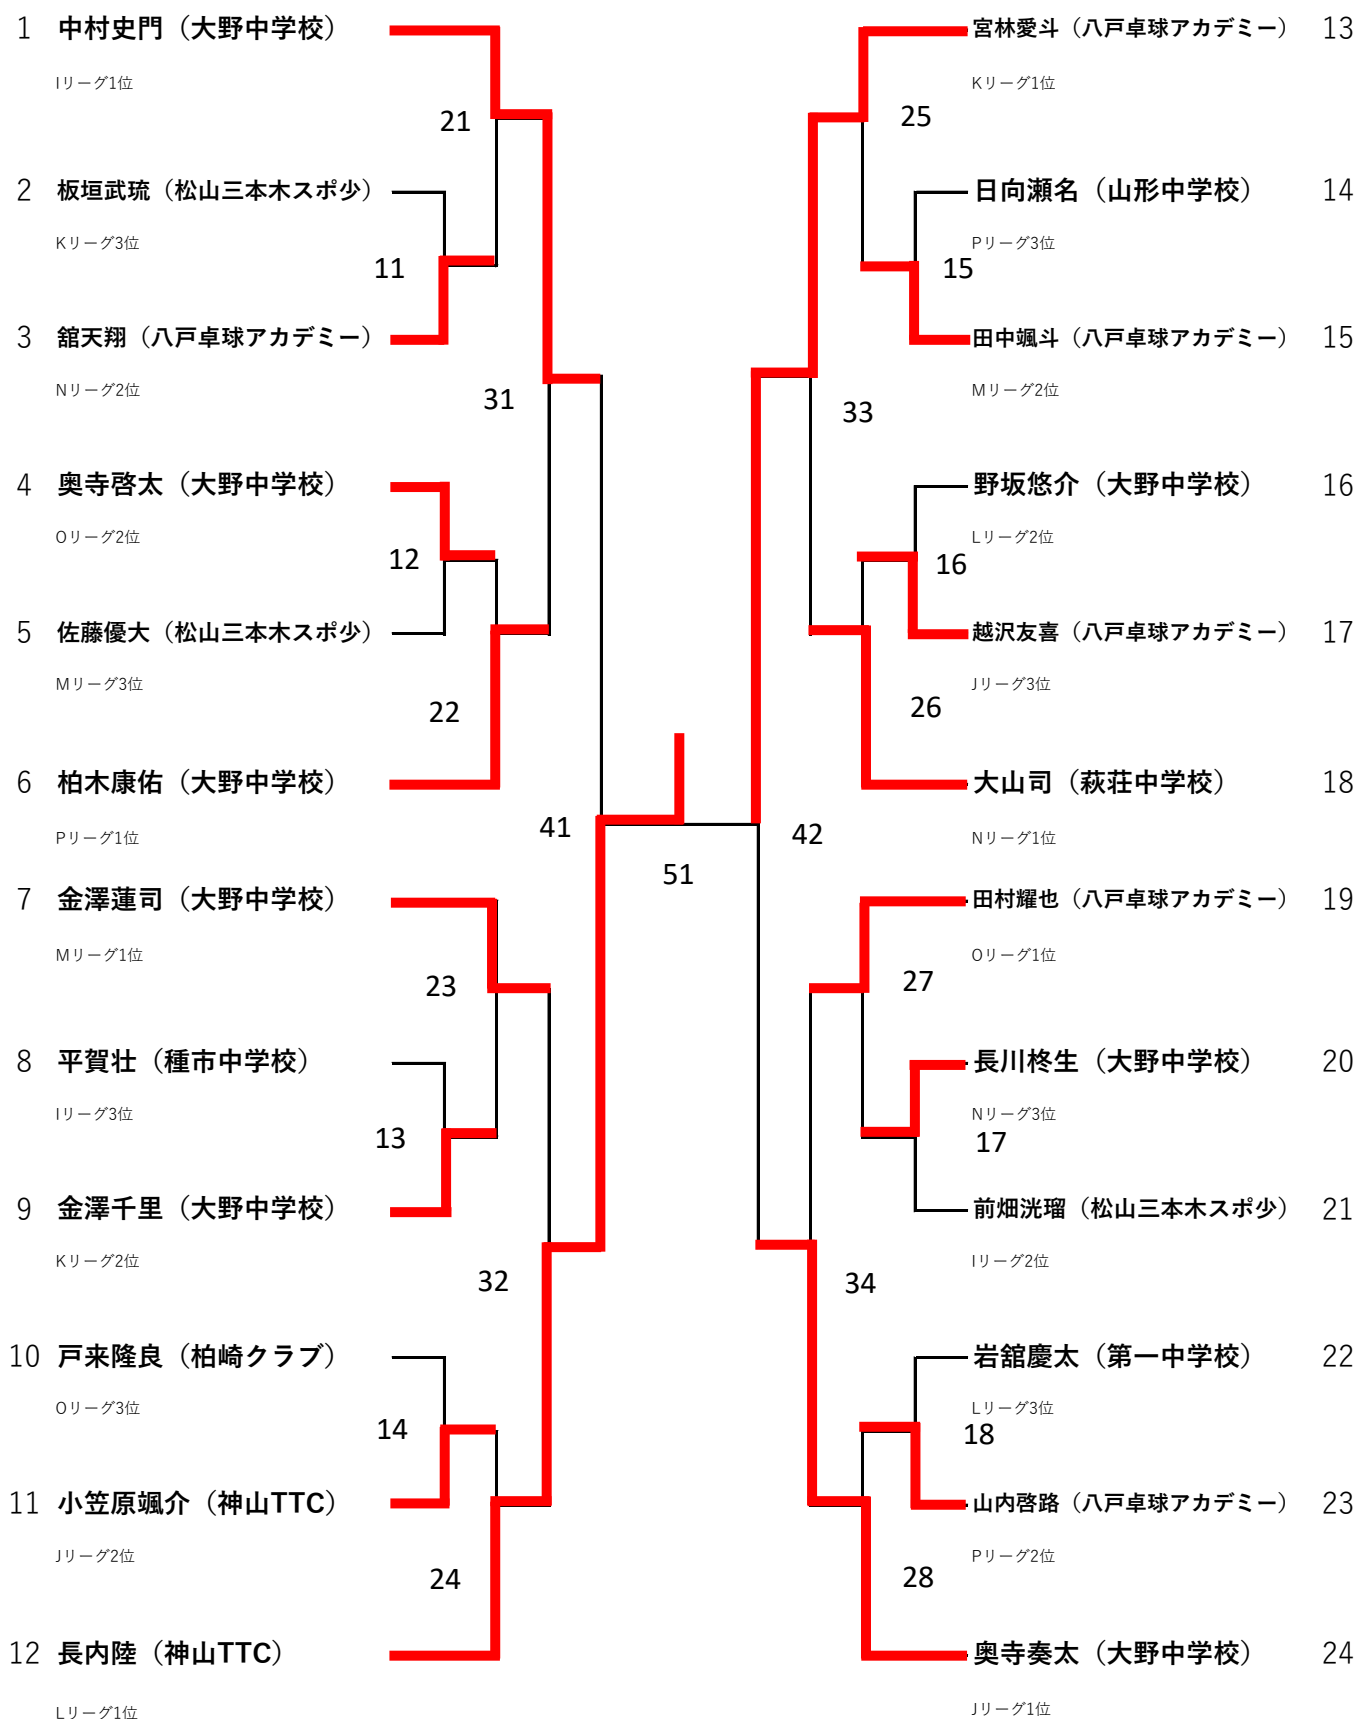 1 中村史門（大野中学校）
Iリーグ1位
21
2 板垣武琉（松山三本木スポ少）
Kリーグ3位
11
3 舘天翔（八戸卓球アカデミー）
Nリーグ2位
31
4 奥寺啓太（大野中学校）
Oリーグ2位
12
5 佐藤優大（松山三本木スポ少）
Mリーグ3位
22
6 柏木康佑（大野中学校）
Pリーグ1位
41
7 金澤蓮司（大野中学校）
Mリーグ1位
23
8 平賀壮（種市中学校）
Iリーグ3位
13
9 金澤千里（大野中学校）
Kリーグ2位
32
10 戸来隆良（柏崎クラブ）
Oリーグ3位
14
11 小笠原颯介（神山TTC）
Jリーグ2位
24
12 長内陸（神山TTC）
Lリーグ1位
51
宮林愛斗（八戸卓球アカデミー） 13
Kリーグ1位
25
日向瀬名（山形中学校） 14
Pリーグ3位
15
田中颯斗（八戸卓球アカデミー） 15
Mリーグ2位
33
野坂悠介（大野中学校） 16
Lリーグ2位
16
越沢友喜（八戸卓球アカデミー） 17
Jリーグ3位
26
大山司（萩荘中学校） 18
Nリーグ1位
42
田村耀也（八戸卓球アカデミー） 19
Oリーグ1位
27
長川柊生（大野中学校） 20
Nリーグ3位
17
前畑洸瑠（松山三本木スポ少） 21
Iリーグ2位
34
岩舘慶太（第一中学校） 22
Lリーグ3位
18
山内啓路（八戸卓球アカデミー） 23
Pリーグ2位
28
奥寺奏太（大野中学校） 24
Jリーグ1位